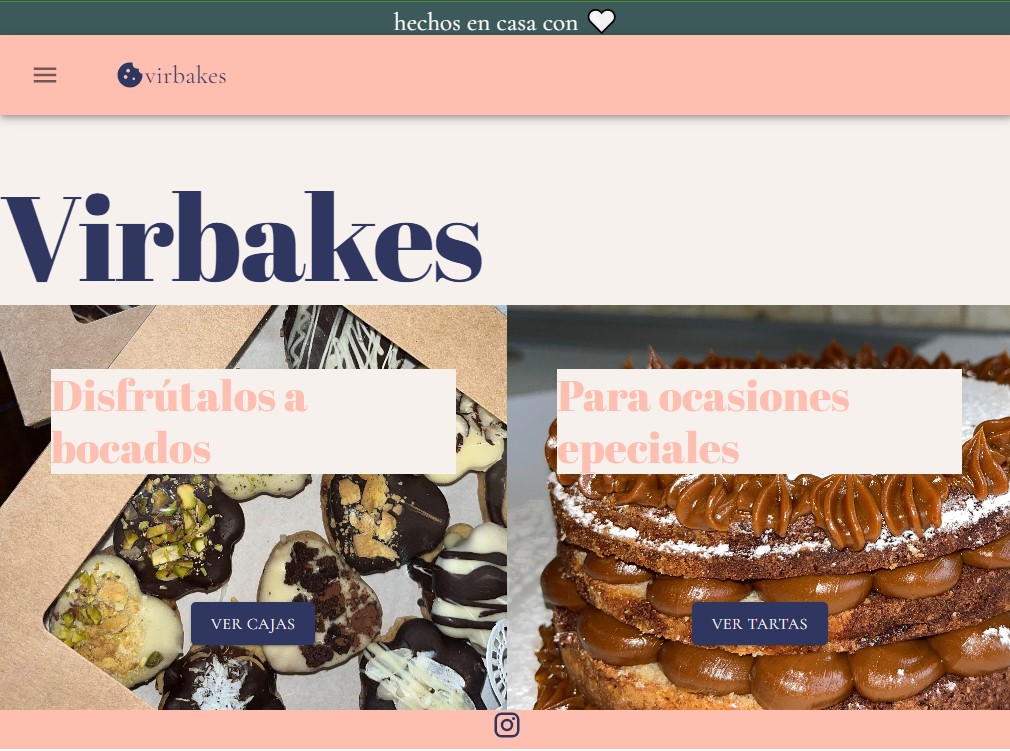 hechos en casa con
virbakes
Virbakes
Disfrútalos a
bocados
Para ocasiones
epeciales
VER CAJAS
VER TARTAS